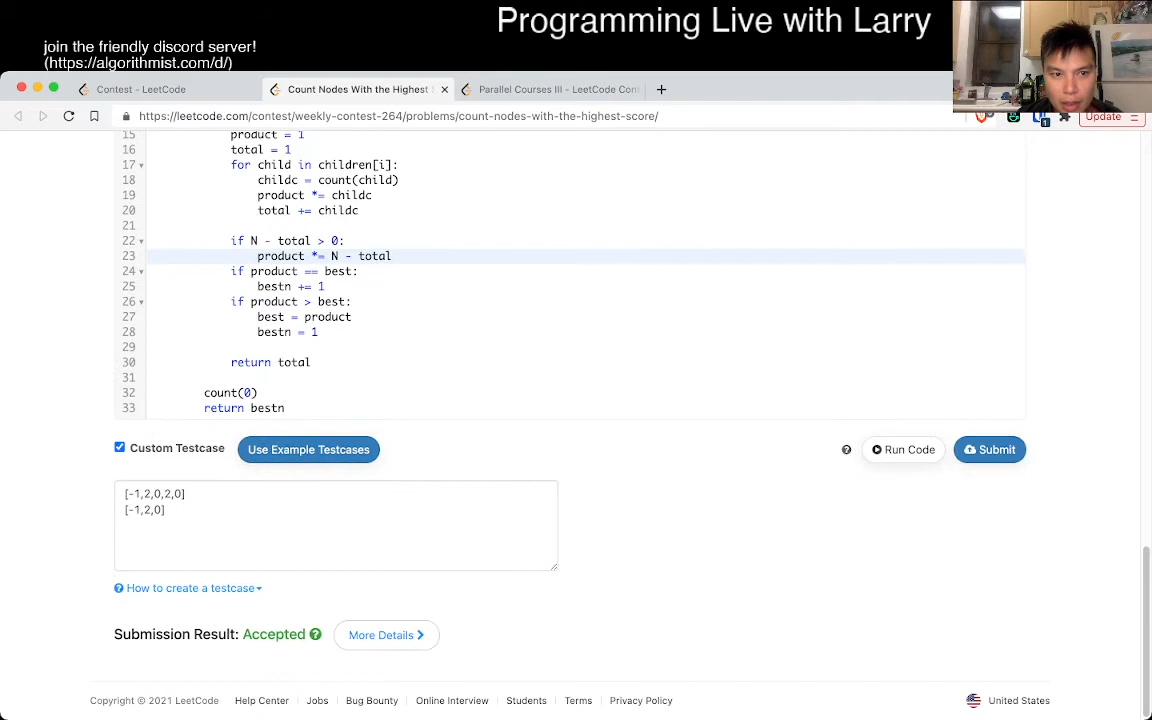 Programming Live with Larry
join the friendly discord server!
(https://algorithmist.com/d/)
Contest - LeetCode
Count Nodes With the Highest
Parallel Courses III - LeetCode Con
https://leetcode.com/contest/weekly-contest-264/problems/count-nodes-with-the-highest-score/
Update
15 product = 1
16 total = 1
17 for child in children[i]:
18 childc = count(child)
19 product *= childc
20 total += childc
21
22 if N - total > 0:
23 product *= N - total
24 if product == best:
25 bestn += 1
26 if product > best:
27 best = product
28 bestn = 1
29
30 return total
31
32 count(0)
33 return bestn
Custom Testcase
Use Example Testcases
Run Code
Submit
[-1,2,0,2,0]
[-1,2,0]
How to create a testcase
Submission Result: Accepted
More Details
Copyright © 2021 LeetCode
Help Center
Jobs
Bug Bounty
Online Interview
Students
Terms
Privacy Policy
United States